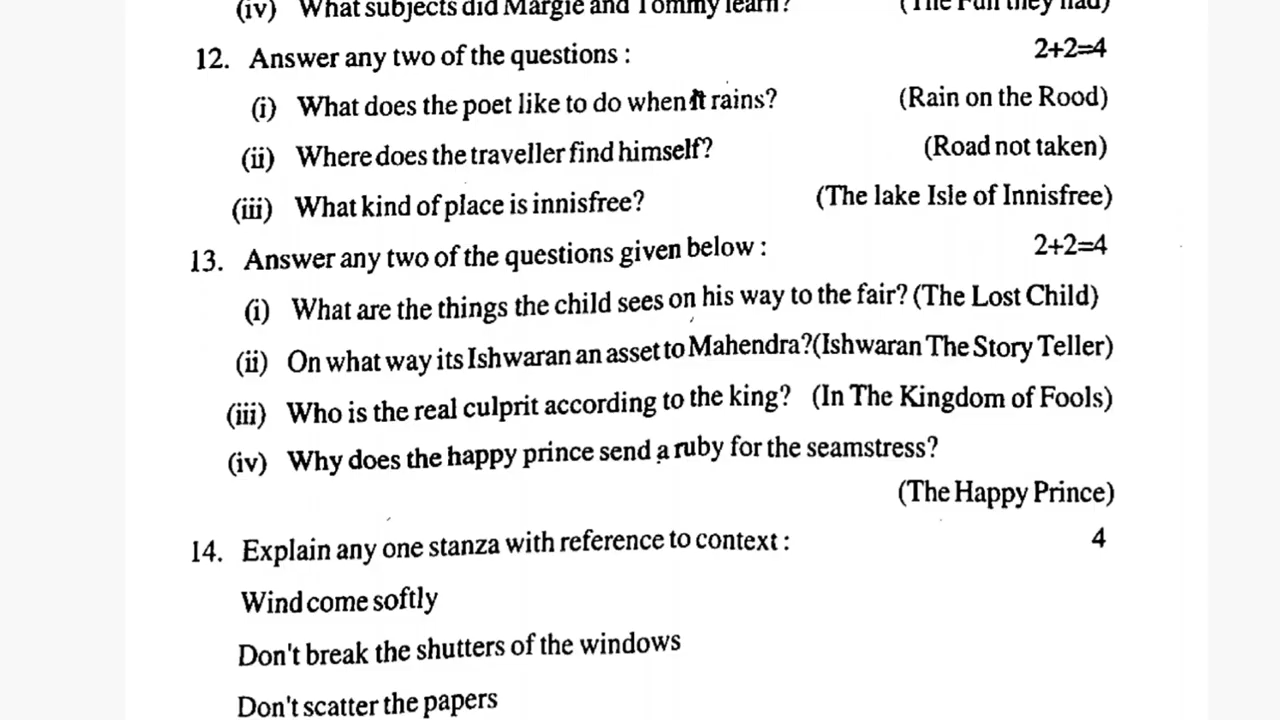 (iv) What subjects did Margie and Tommy learn? (The Fun they had)
12. Answer any two of the questions : 2+2=4
(i) What does the poet like to do when it rains? (Rain on the Rood)
(ii) Where does the traveller find himself? (Road not taken)
(iii) What kind of place is innisfree? (The lake Isle of Innisfree)
13. Answer any two of the questions given below : 2+2=4
(i) What are the things the child sees on his way to the fair? (The Lost Child)
(ii) On what way its Ishwaran an asset to Mahendra?(Ishwaran The Story Teller)
(iii) Who is the real culprit according to the king? (In The Kingdom of Fools)
(iv) Why does the happy prince send a ruby for the seamstress?
(The Happy Prince)
14. Explain any one stanza with reference to context : 4
Wind come softly
Don't break the shutters of the windows
Don't scatter the papers